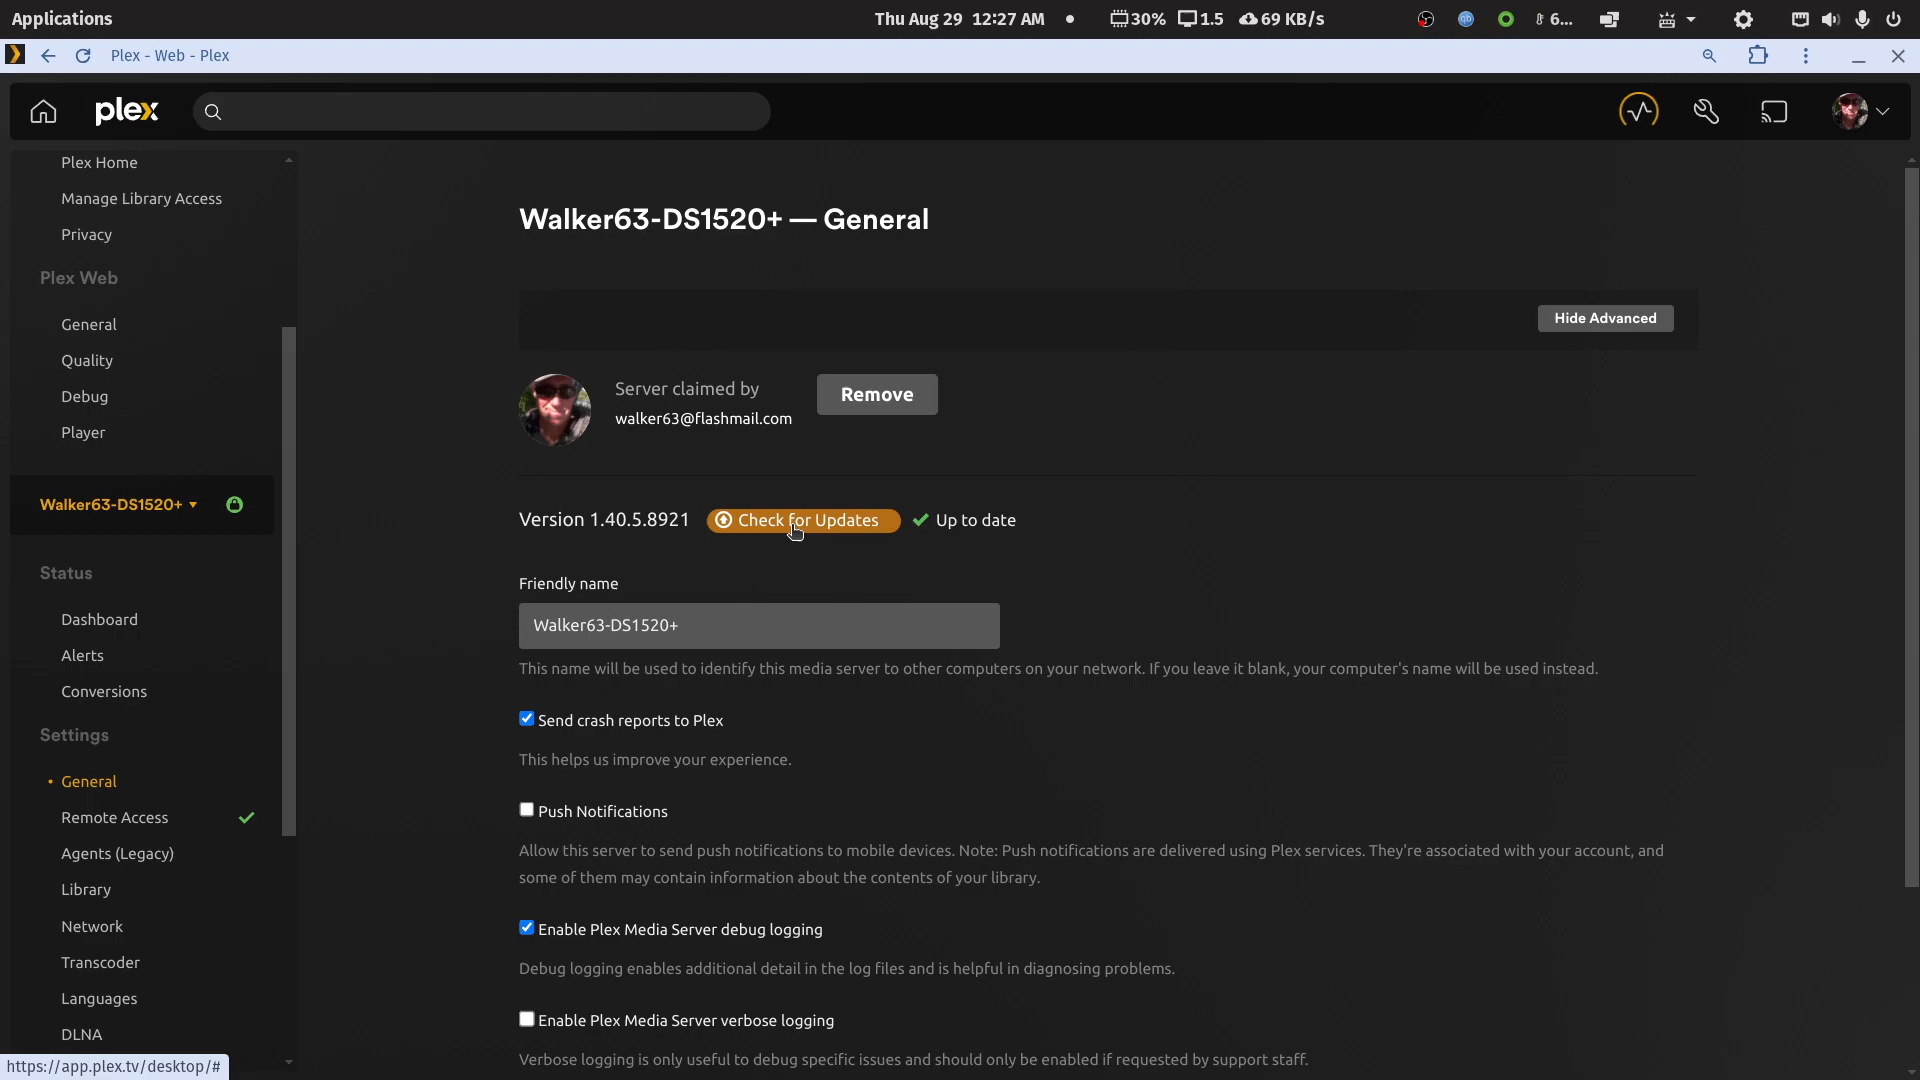 Applications
Thu Aug 29 12:27 AM
30%
1.5
69 KB/s
6...
Plex - Web - Plex
plex
Plex Home
Manage Library Access
Privacy
Plex Web
General
Quality
Debug
Player
Walker63-DS1520+
Status
Dashboard
Alerts
Conversions
Settings
General
Remote Access
Agents (Legacy)
Library
Network
Transcoder
Languages
DLNA
https://app.plex.tv/desktop/#
Walker63-DS1520+ — General
Hide Advanced
Server claimed by
walker63@flashmail.com
Remove
Version 1.40.5.8921
Check for Updates
Up to date
Friendly name
Walker63-DS1520+
This name will be used to identify this media server to other computers on your network. If you leave it blank, your computer's name will be used instead.
Send crash reports to Plex
This helps us improve your experience.
Push Notifications
Allow this server to send push notifications to mobile devices. Note: Push notifications are delivered using Plex services. They're associated with your account, and
some of them may contain information about the contents of your library.
Enable Plex Media Server debug logging
Debug logging enables additional detail in the log files and is helpful in diagnosing problems.
Enable Plex Media Server verbose logging
Verbose logging is only useful to debug specific issues and should only be enabled if requested by support staff.